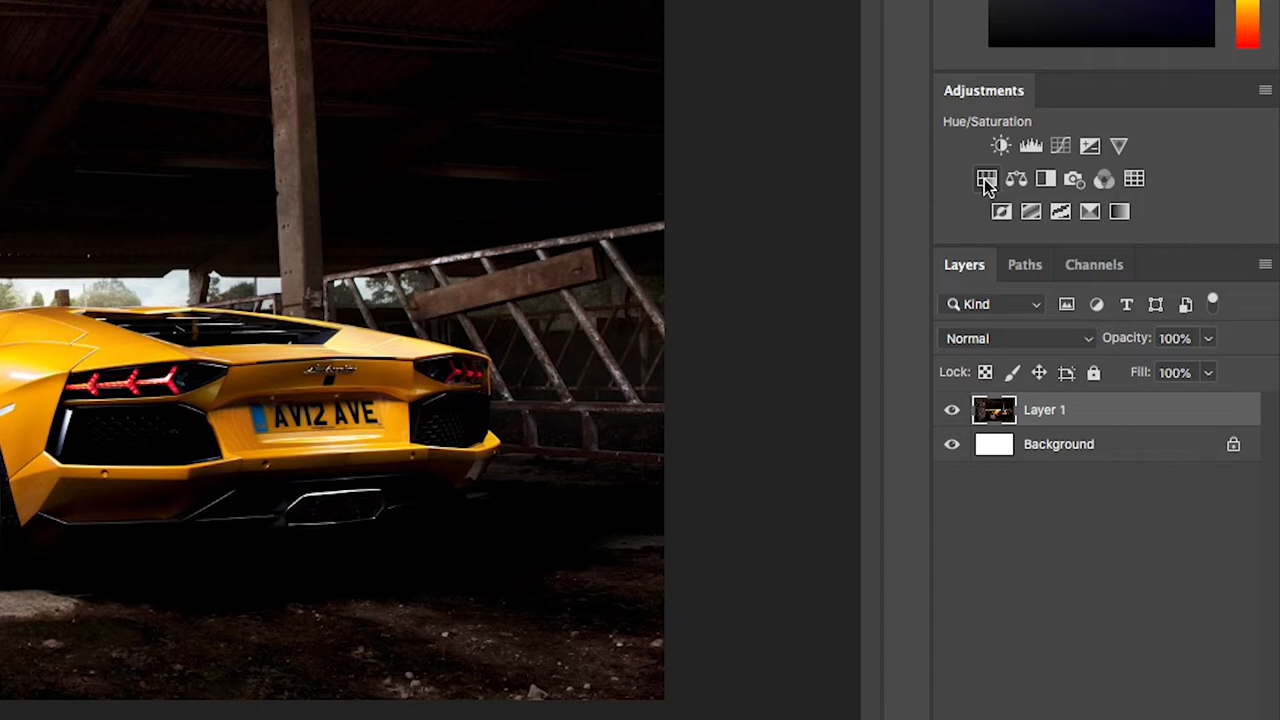 Adjustments
Hue/Saturation
Layers Paths Channels
Kind
Normal Opacity: 100%
Lock: Fill: 100%
Layer 1
Background
AV12 AVE